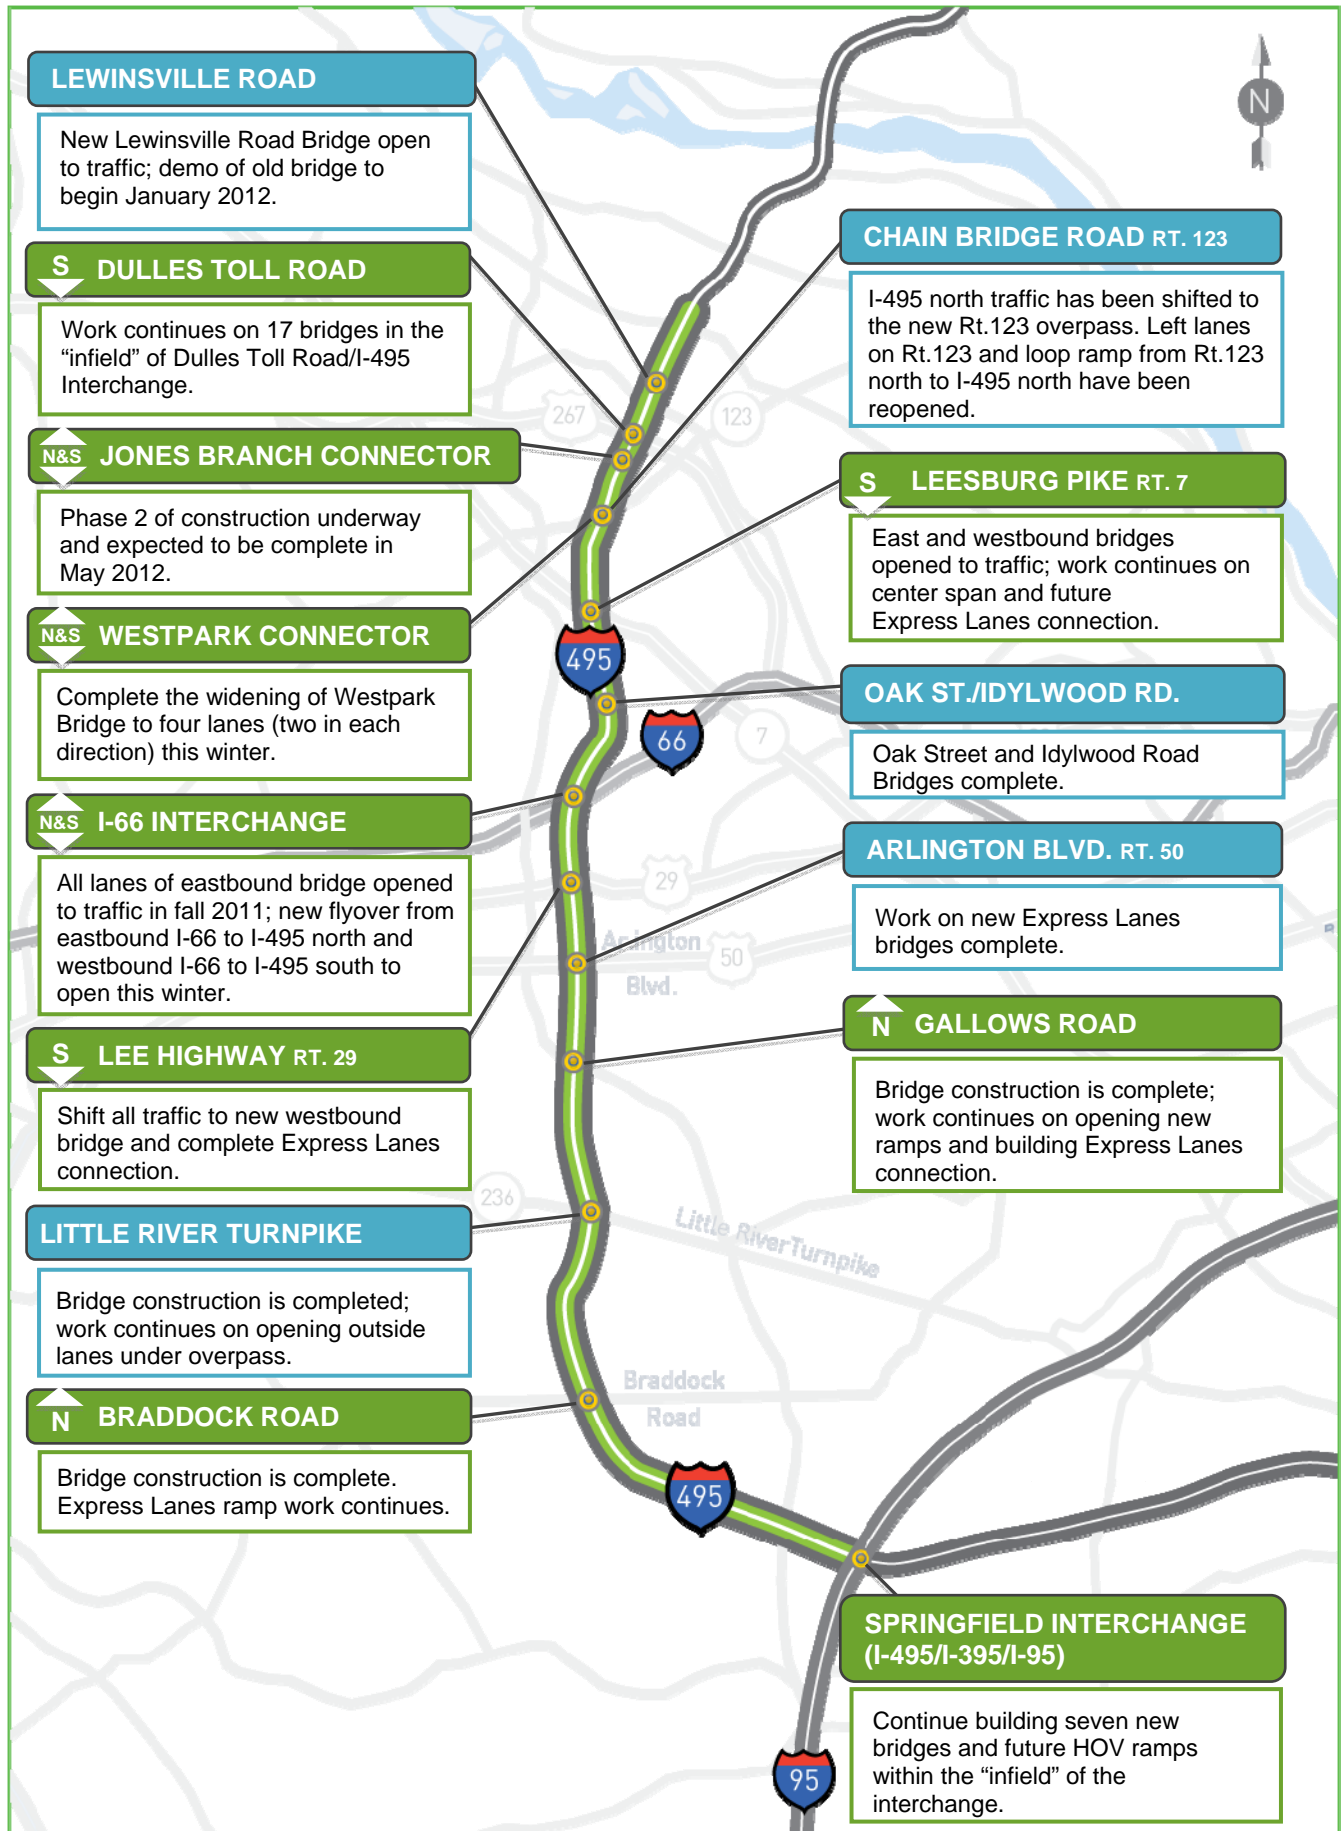 LEWINSVILLE ROAD
New Lewinsville Road Bridge open
to traffic; demo of old bridge to
begin January 2012.
S DULLES TOLL ROAD
Work continues on 17 bridges in the
“infield” of Dulles Toll Road/I-495
Interchange.
N&S JONES BRANCH CONNECTOR
Phase 2 of construction underway
and expected to be complete in
May 2012.
N&S WESTPARK CONNECTOR
Complete the widening of Westpark
Bridge to four lanes (two in each
direction) this winter.
N&S I-66 INTERCHANGE
All lanes of eastbound bridge opened
to traffic in fall 2011; new flyover from
eastbound I-66 to I-495 north and
westbound I-66 to I-495 south to
open this winter.
S LEE HIGHWAY RT. 29
Shift all traffic to new westbound
bridge and complete Express Lanes
connection.
LITTLE RIVER TURNPIKE
Bridge construction is completed;
work continues on opening outside
lanes under overpass.
N BRADDOCK ROAD
Bridge construction is complete.
Express Lanes ramp work continues.
N
267
123
495
66
7
29
Arlington
Blvd.
50
236
Little River Turnpike
Braddock
Road
495
95
CHAIN BRIDGE ROAD RT. 123
I-495 north traffic has been shifted to
the new Rt.123 overpass. Left lanes
on Rt.123 and loop ramp from Rt.123
north to I-495 north have been
reopened.
S LEESBURG PIKE RT. 7
East and westbound bridges
opened to traffic; work continues on
center span and future
Express Lanes connection.
OAK ST./IDYLWOOD RD.
Oak Street and Idylwood Road
Bridges complete.
ARLINGTON BLVD. RT. 50
Work on new Express Lanes
bridges complete.
N GALLOWS ROAD
Bridge construction is complete;
work continues on opening new
ramps and building Express Lanes
connection.
SPRINGFIELD INTERCHANGE
(I-495/I-395/I-95)
Continue building seven new
bridges and future HOV ramps
within the “infield” of the
interchange.